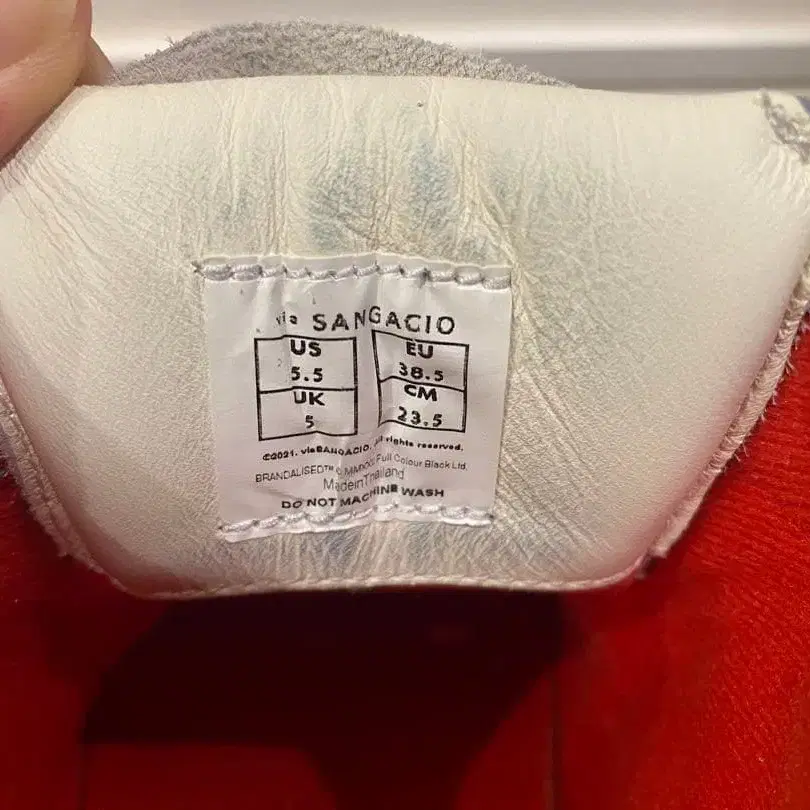 via SANGACIO
US EU
5.5 38.5
UK CM
5 23.5
©2021. viaSANGACIO. All rights reserved.
BRANDALISED™ © Full Colour Black Ltd.
MadeinThailand
DO NOT MACHINE WASH